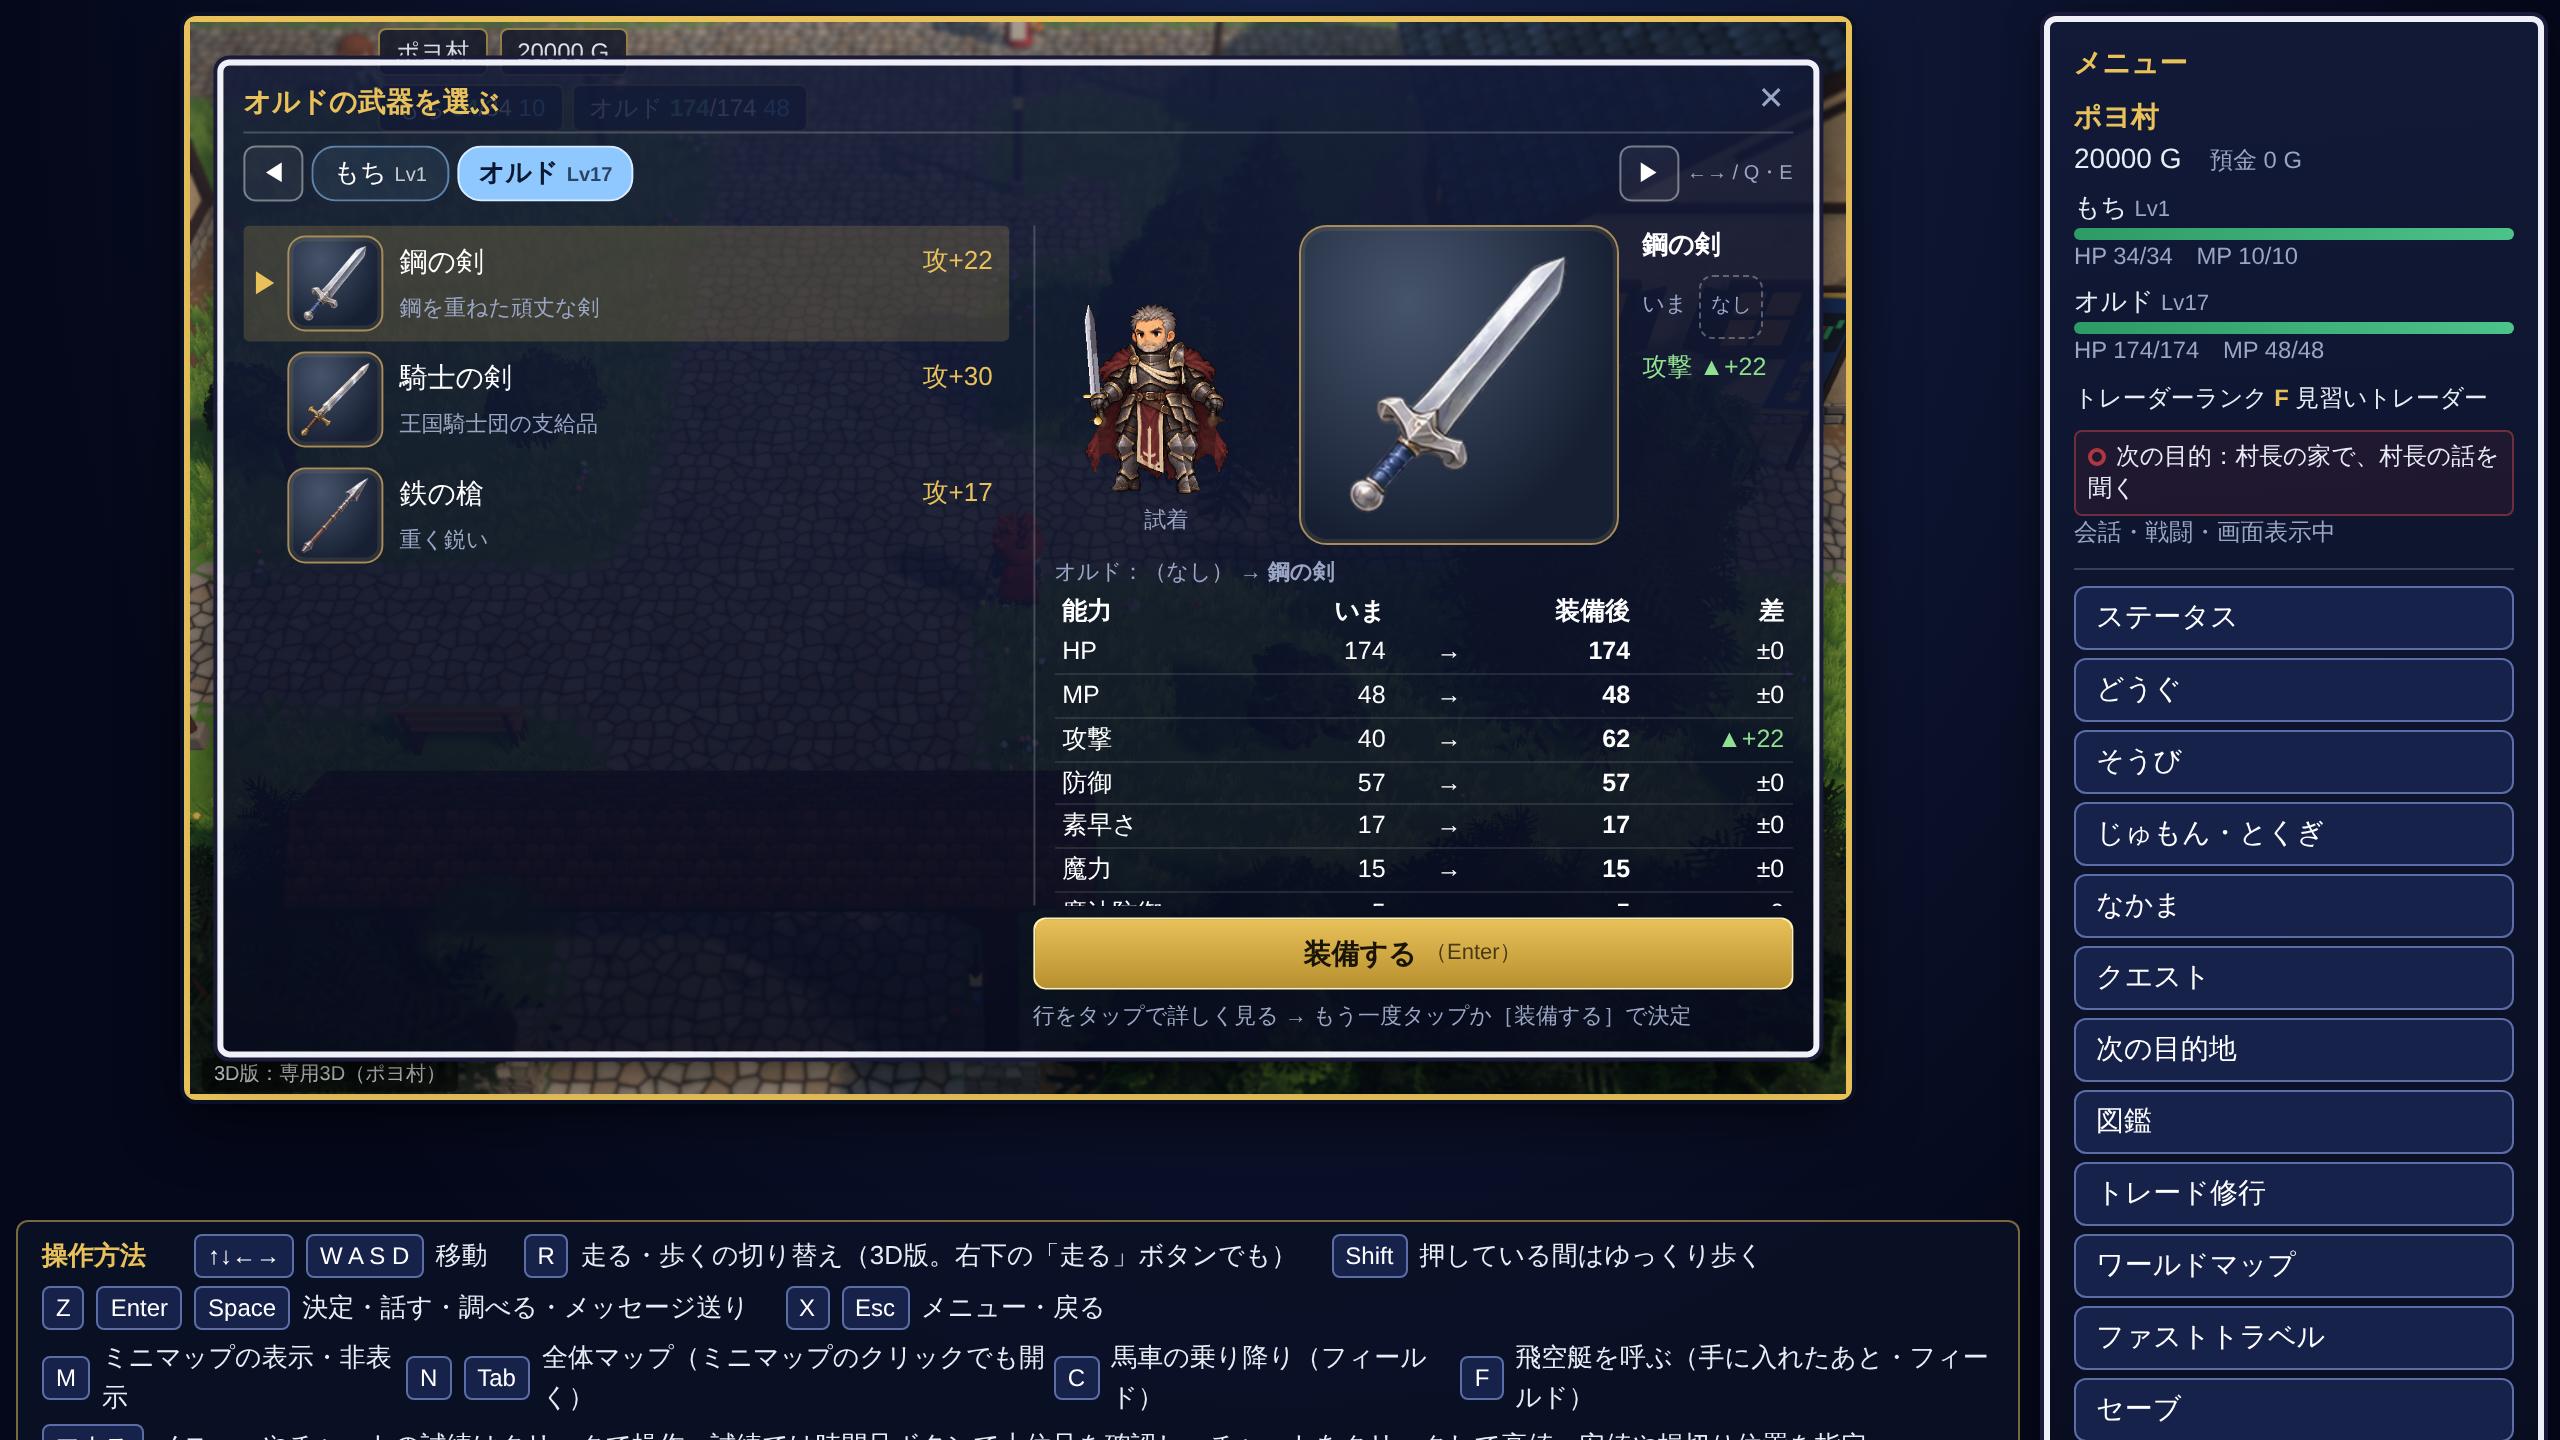 ポヨ村 20000 G
オルドの武器を選ぶ
オルド 174/174 48
×
◀ もち Lv1 オルド Lv17 ▶ ←→ / Q・E
鋼の剣 攻+22
鋼を重ねた頑丈な剣
騎士の剣 攻+30
王国騎士団の支給品
鉄の槍 攻+17
重く鋭い
試着
鋼の剣
いま なし
攻撃 ▲+22
オルド：（なし） → 鋼の剣
能力 いま 装備後 差
HP 174 → 174 ±0
MP 48 → 48 ±0
攻撃 40 → 62 ▲+22
防御 57 → 57 ±0
素早さ 17 → 17 ±0
魔力 15 → 15 ±0
装備する （Enter）
行をタップで詳しく見る → もう一度タップか［装備する］で決定
3D版：専用3D（ポヨ村）
メニュー
ポヨ村
20000 G 預金 0 G
もち Lv1
HP 34/34 MP 10/10
オルド Lv17
HP 174/174 MP 48/48
トレーダーランク F 見習いトレーダー
次の目的：村長の家で、村長の話を
聞く
会話・戦闘・画面表示中
ステータス
どうぐ
そうび
じゅもん・とくぎ
なかま
クエスト
次の目的地
図鑑
トレード修行
ワールドマップ
ファストトラベル
セーブ
操作方法 ↑↓←→ W A S D 移動 R 走る・歩くの切り替え（3D版。右下の「走る」ボタンでも） Shift 押している間はゆっくり歩く
Z Enter Space 決定・話す・調べる・メッセージ送り X Esc メニュー・戻る
M ミニマップの表示・非表
示
N Tab 全体マップ（ミニマップのクリックでも開
く）
C 馬車の乗り降り（フィール
ド）
F 飛空艇を呼ぶ（手に入れたあと・フィー
ルド）